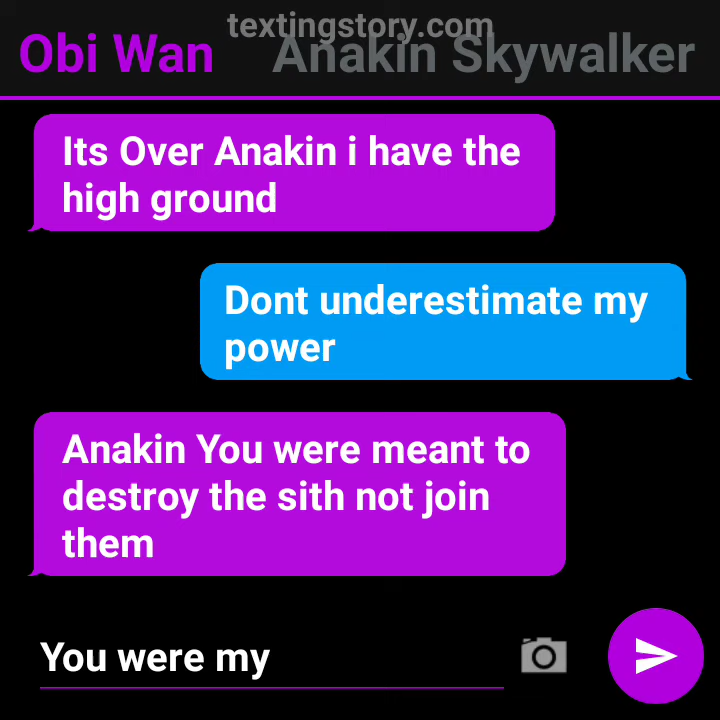 textingstory.com
Obi Wan
Anakin Skywalker
Its Over Anakin i have the
high ground
Dont underestimate my
power
Anakin You were meant to
destroy the sith not join
them
You were my